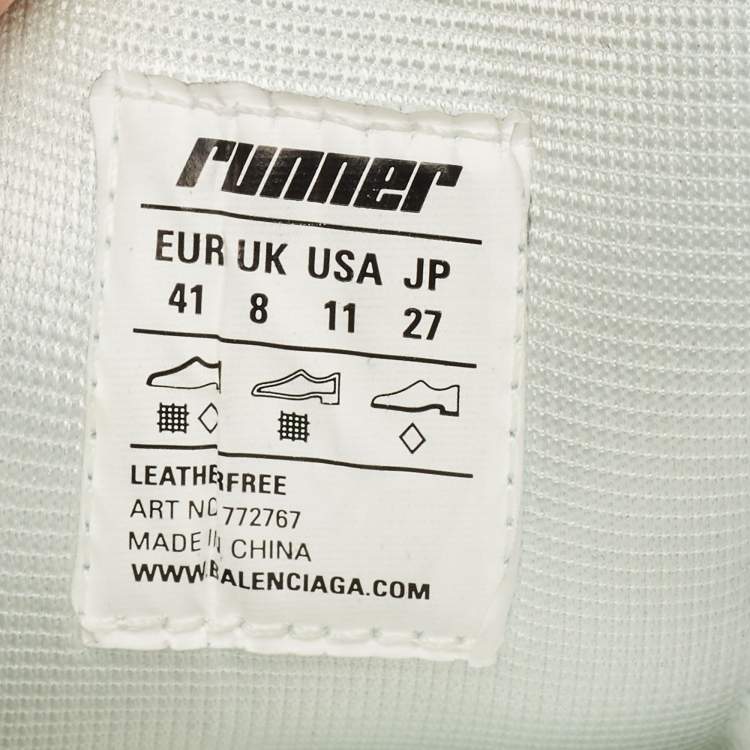 runner
EUR UK USA JP
41 8 11 27
LEATHERFREE
ART NO 772767
MADE IN CHINA
WWW.BALENCIAGA.COM